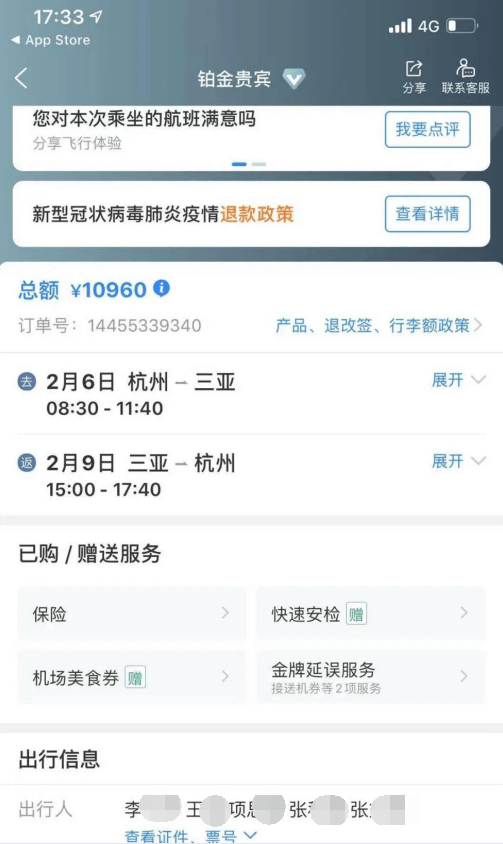 17:33
4G
App Store
铂金贵宾
分享
联系客服
您对本次乘坐的航班满意吗
分享飞行体验
我要点评
新型冠状病毒肺炎疫情退款政策
查看详情
总额 ¥10960
订单号: 14455339340
产品、退改签、行李额政策
去 2月6日 杭州 – 三亚
展开
08:30 - 11:40
返 2月9日 三亚 – 杭州
展开
15:00 - 17:40
已购 / 赠送服务
保险
快速安检 赠
机场美食券 赠
金牌延误服务
接送机券等2项服务
出行信息
出行人 李 王 项 张 张
查看证件、票号